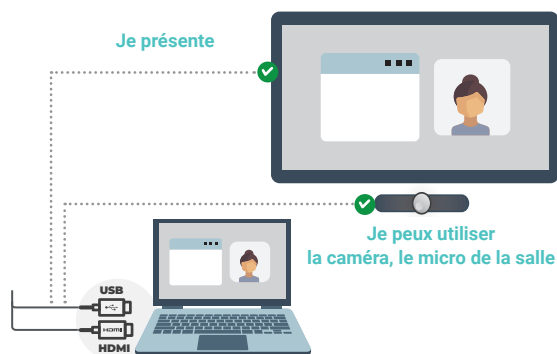 Je présente
Je peux utiliser
la caméra, le micro de la salle
USB
HDMI
HDMI